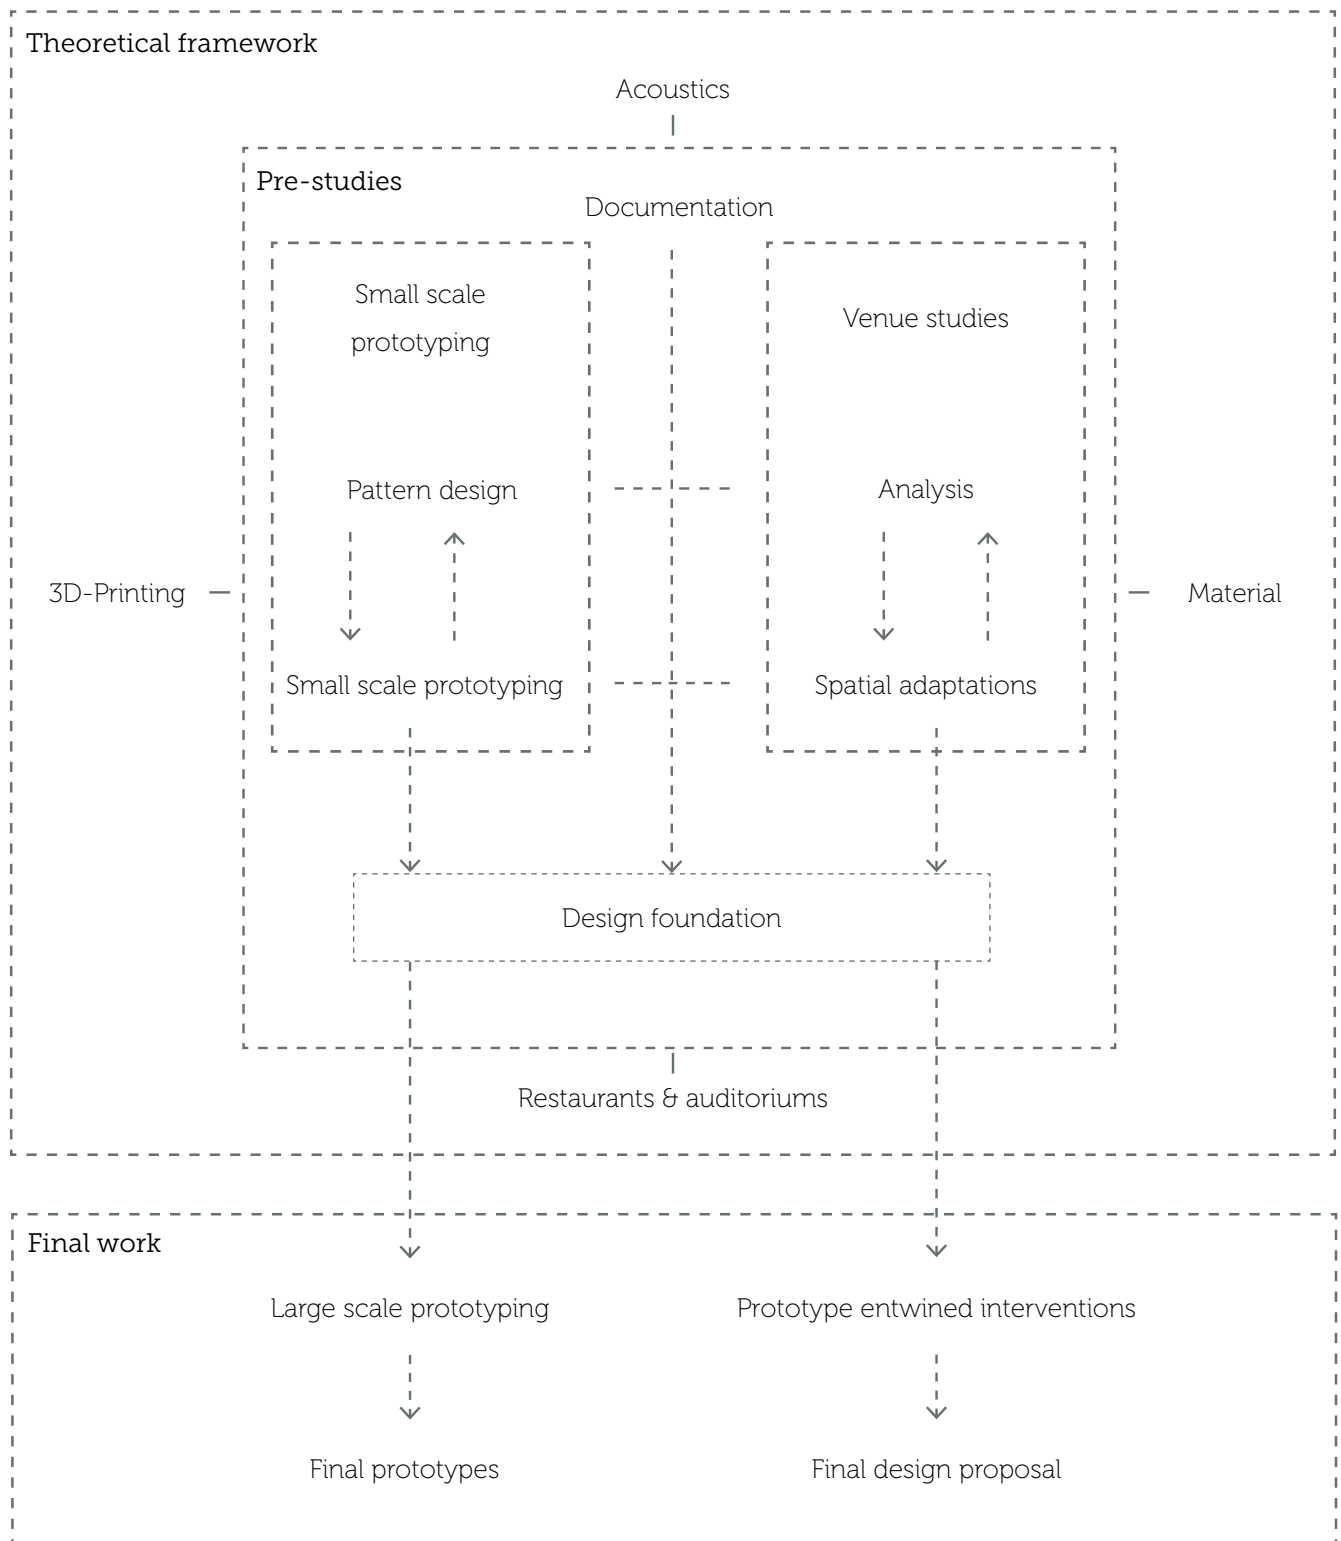 Theoretical framework
Acoustics
Pre-studies
Documentation
Small scale
prototyping
Venue studies
Pattern design
Analysis
3D-Printing
Material
Small scale prototyping
Spatial adaptations
Design foundation
Restaurants & auditoriums
Final work
Large scale prototyping
Prototype entwined interventions
Final prototypes
Final design proposal